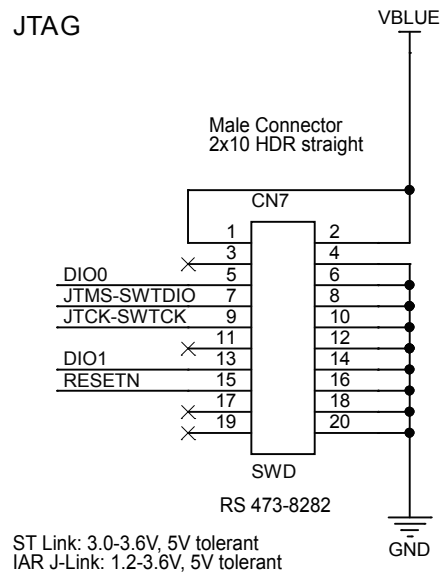 JTAG
VBLUE
Male Connector
2x10 HDR straight
CN7
1 2
3 4
DIO0 5 6
JTMS-SWTDIO 7 8
JTCK-SWTCK 9 10
11 12
DIO1 13 14
RESETN 15 16
17 18
19 20
SWD
RS 473-8282
GND
ST Link: 3.0-3.6V, 5V tolerant
IAR J-Link: 1.2-3.6V, 5V tolerant